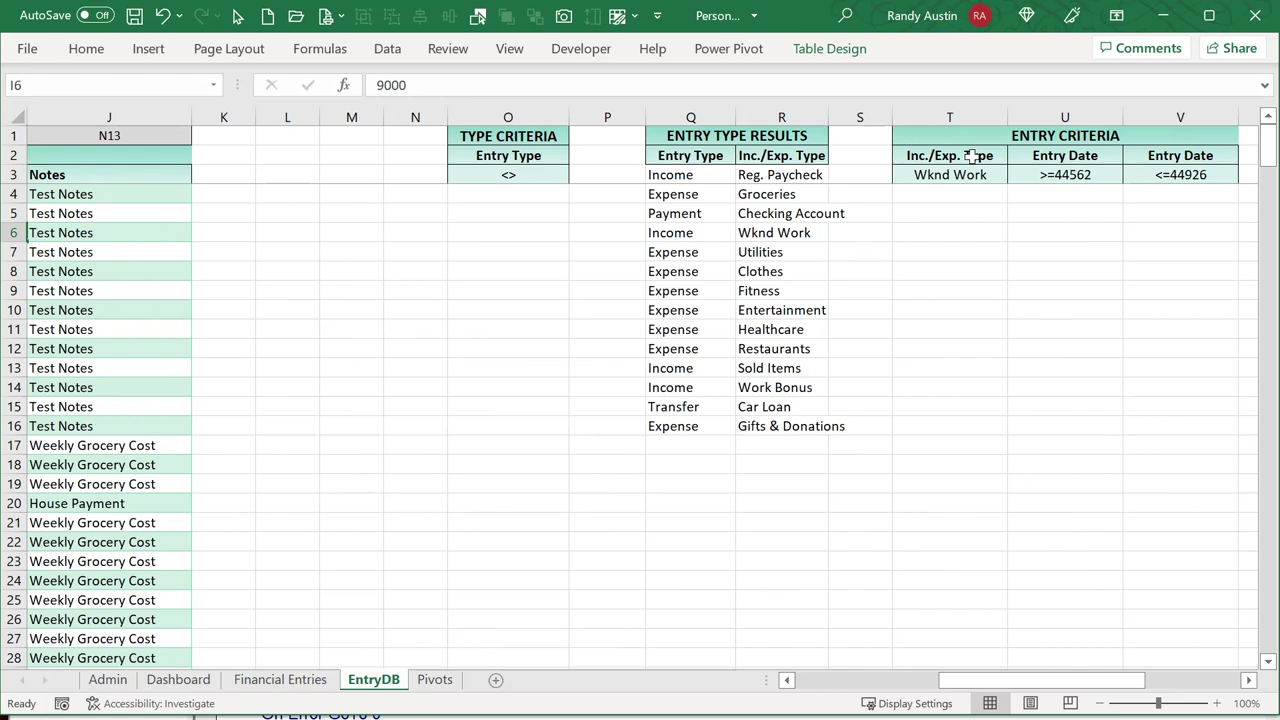 AutoSave Off Person... Randy Austin RA
File Home Insert Page Layout Formulas Data Review View Developer Help Power Pivot Table Design Comments Share
I6 fx 9000
J K L M N O P Q R S T U V
1 N13 TYPE CRITERIA ENTRY TYPE RESULTS ENTRY CRITERIA
2 Entry Type Entry Type Inc./Exp. Type Inc./Exp. Type Entry Date Entry Date
3 Notes <> Income Reg. Paycheck Wknd Work >=44562 <=44926
4 Test Notes Expense Groceries
5 Test Notes Payment Checking Account
6 Test Notes Income Wknd Work
7 Test Notes Expense Utilities
8 Test Notes Expense Clothes
9 Test Notes Expense Fitness
10 Test Notes Expense Entertainment
11 Test Notes Expense Healthcare
12 Test Notes Expense Restaurants
13 Test Notes Income Sold Items
14 Test Notes Income Work Bonus
15 Test Notes Transfer Car Loan
16 Test Notes Expense Gifts & Donations
17 Weekly Grocery Cost
18 Weekly Grocery Cost
19 Weekly Grocery Cost
20 House Payment
21 Weekly Grocery Cost
22 Weekly Grocery Cost
23 Weekly Grocery Cost
24 Weekly Grocery Cost
25 Weekly Grocery Cost
26 Weekly Grocery Cost
27 Weekly Grocery Cost
28 Weekly Grocery Cost
Admin Dashboard Financial Entries EntryDB Pivots
Ready Accessibility: Investigate Display Settings 100%
On Error GoTo 0